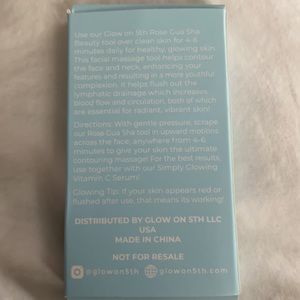 Use our Glow on 5th Rose Gua Sha
Beauty tool over clean skin for 4-6
minutes daily for healthy, glowing skin.
This facial massage tool helps contour
the face and neck, enhancing your
features and resulting in a more youthful
complexion. It helps flush out the
lymphatic drainage which increases
blood flow and circulation, both of which
are essential for radiant, vibrant skin!
Directions: With gentle pressure, scrape
our Rose Gua Sha tool in upward motions
across the face, anywhere from 4-6
minutes to give your skin the ultimate
contouring massage! For the best results,
use together with our Simply Glowing
Vitamin C Serum!
Glowing Tip: If your skin appears red or
flushed after use, that means its working!
DISTRIBUTED BY GLOW ON 5TH LLC
USA
MADE IN CHINA
NOT FOR RESALE
@glowon5th glowon5th.com